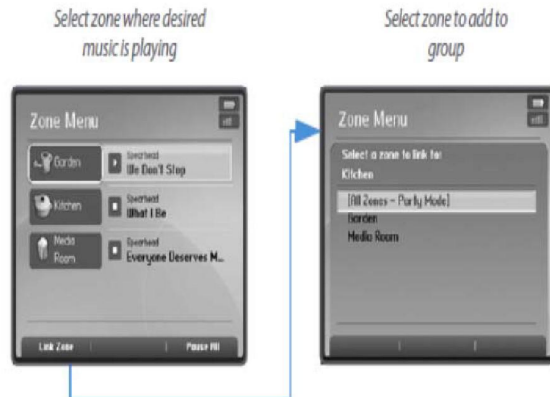 Select zone where desired
music is playing
Select zone to add to
group
Zone Menu
Garden
Spearhead
We Don't Stop
Kitchen
Spearhead
What I Be
Media
Room
Spearhead
Everyone Deserves M...
Link Zone
Pause All
Zone Menu
Select a zone to link to:
Kitchen
[All Zones - Party Mode]
Garden
Media Room